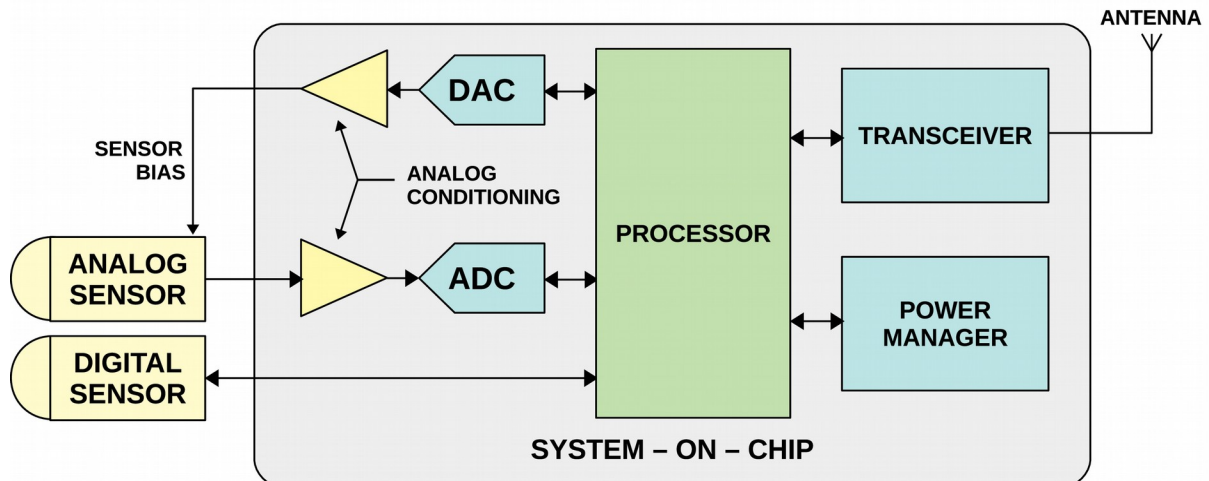 ANTENNA
DAC
TRANSCEIVER
SENSOR
BIAS
ANALOG
CONDITIONING
PROCESSOR
ANALOG
SENSOR
ADC
POWER
MANAGER
DIGITAL
SENSOR
SYSTEM – ON – CHIP